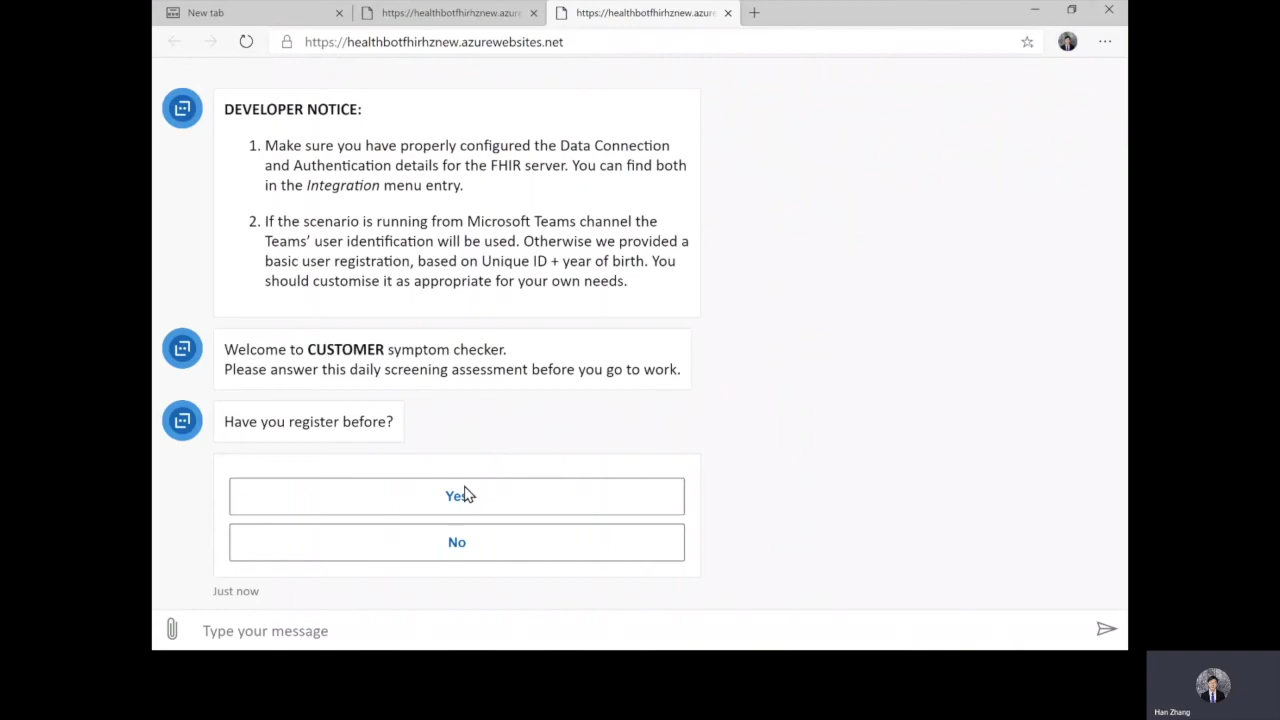 New tab
https://healthbotfhirhznew.azure
https://healthbotfhirhznew.azure
https://healthbotfhirhznew.azurewebsites.net
DEVELOPER NOTICE:
1. Make sure you have properly configured the Data Connection
and Authentication details for the FHIR server. You can find both
in the Integration menu entry.
2. If the scenario is running from Microsoft Teams channel the
Teams' user identification will be used. Otherwise we provided a
basic user registration, based on Unique ID + year of birth. You
should customise it as appropriate for your own needs.
Welcome to CUSTOMER symptom checker.
Please answer this daily screening assessment before you go to work.
Have you register before?
Yes
No
Just now
Type your message
Han Zhang